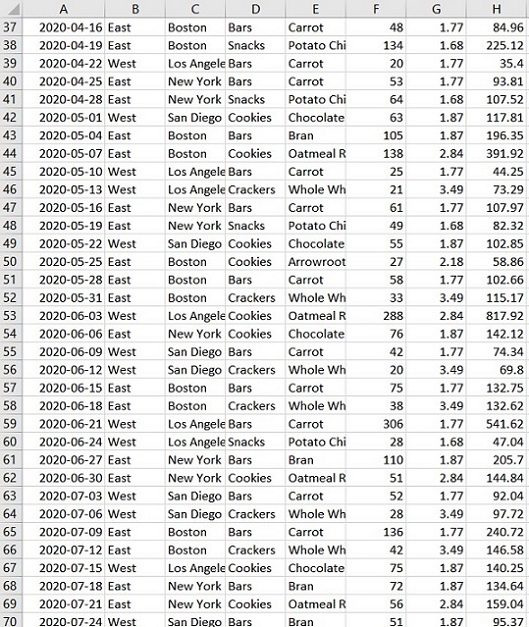 A B C D E F G H
37 2020-04-16 East Boston Bars Carrot 48 1.77 84.96
38 2020-04-19 East Boston Snacks Potato Chi 134 1.68 225.12
39 2020-04-22 West Los Angele Bars Carrot 20 1.77 35.4
40 2020-04-25 East New York Bars Carrot 53 1.77 93.81
41 2020-04-28 East New York Snacks Potato Chi 64 1.68 107.52
42 2020-05-01 West San Diego Cookies Chocolate 63 1.87 117.81
43 2020-05-04 East Boston Bars Bran 105 1.87 196.35
44 2020-05-07 East Boston Cookies Oatmeal R 138 2.84 391.92
45 2020-05-10 West Los Angele Bars Carrot 25 1.77 44.25
46 2020-05-13 West Los Angele Crackers Whole Wh 21 3.49 73.29
47 2020-05-16 East New York Bars Carrot 61 1.77 107.97
48 2020-05-19 East New York Snacks Potato Chi 49 1.68 82.32
49 2020-05-22 West San Diego Cookies Chocolate 55 1.87 102.85
50 2020-05-25 East Boston Cookies Arrowroot 27 2.18 58.86
51 2020-05-28 East Boston Bars Carrot 58 1.77 102.66
52 2020-05-31 East Boston Crackers Whole Wh 33 3.49 115.17
53 2020-06-03 West Los Angele Cookies Oatmeal R 288 2.84 817.92
54 2020-06-06 East New York Cookies Chocolate 76 1.87 142.12
55 2020-06-09 West San Diego Bars Carrot 42 1.77 74.34
56 2020-06-12 West San Diego Crackers Whole Wh 20 3.49 69.8
57 2020-06-15 East Boston Bars Carrot 75 1.77 132.75
58 2020-06-18 East Boston Crackers Whole Wh 38 3.49 132.62
59 2020-06-21 West Los Angele Bars Carrot 306 1.77 541.62
60 2020-06-24 West Los Angele Snacks Potato Chi 28 1.68 47.04
61 2020-06-27 East New York Bars Bran 110 1.87 205.7
62 2020-06-30 East New York Cookies Oatmeal R 51 2.84 144.84
63 2020-07-03 West San Diego Bars Carrot 52 1.77 92.04
64 2020-07-06 West San Diego Crackers Whole Wh 28 3.49 97.72
65 2020-07-09 East Boston Bars Carrot 136 1.77 240.72
66 2020-07-12 East Boston Crackers Whole Wh 42 3.49 146.58
67 2020-07-15 West Los Angele Cookies Chocolate 75 1.87 140.25
68 2020-07-18 East New York Bars Bran 72 1.87 134.64
69 2020-07-21 East New York Cookies Oatmeal R 56 2.84 159.04
70 2020-07-24 West San Diego Bars Bran 51 1.87 95.37